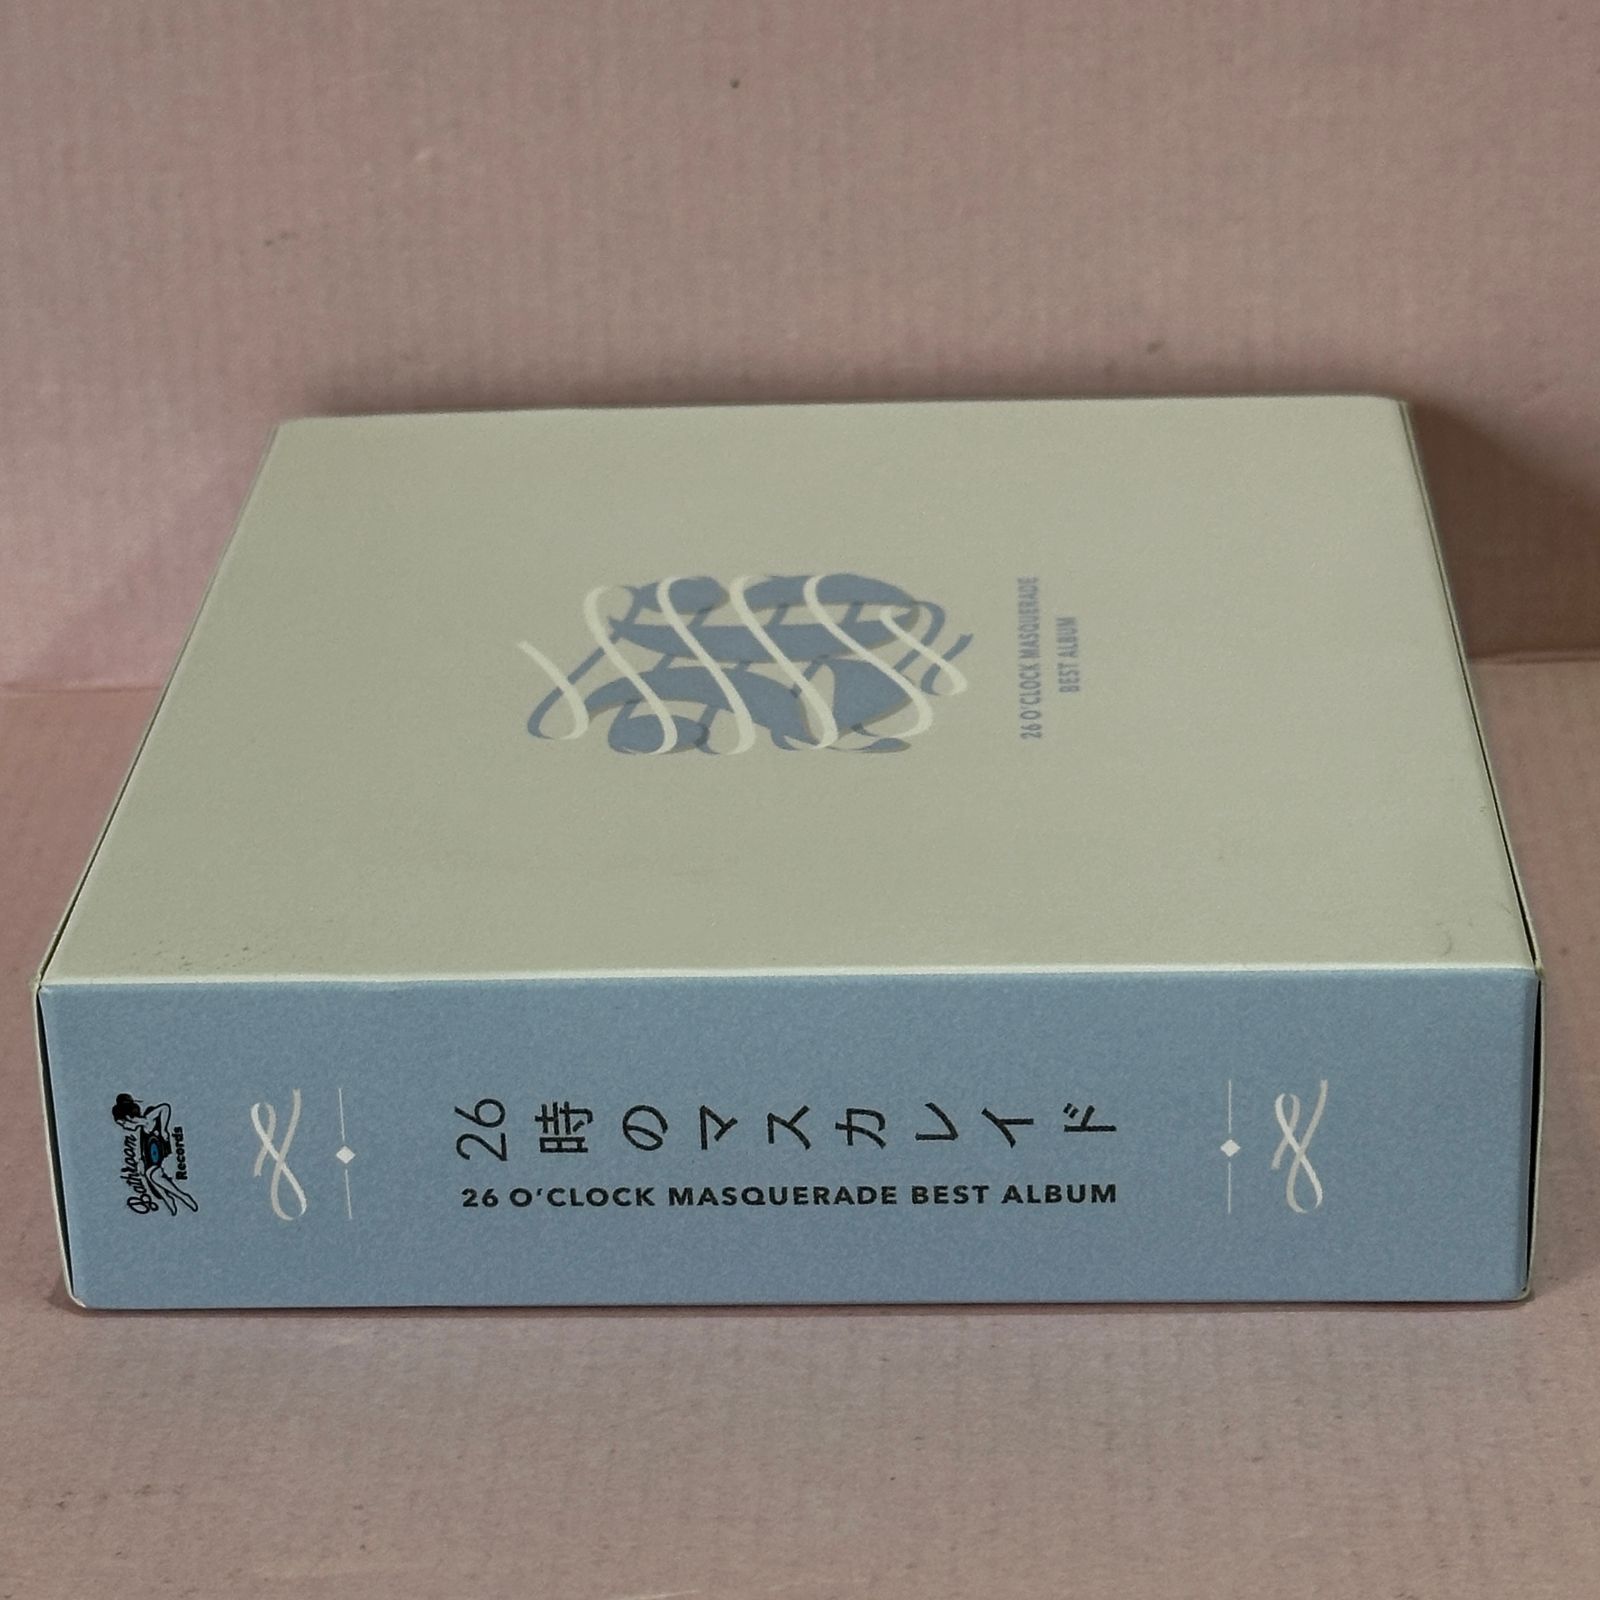 26 O'CLOCK MASQUERADE
BEST ALBUM
Bathroom
Records
26時のマスカレイド
26 O'CLOCK MASQUERADE BEST ALBUM